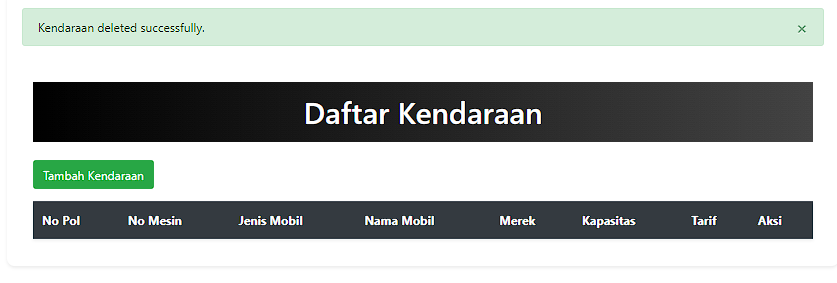 Kendaraan deleted successfully. ×
Daftar Kendaraan
Tambah Kendaraan
No Pol No Mesin Jenis Mobil Nama Mobil Merek Kapasitas Tarif Aksi